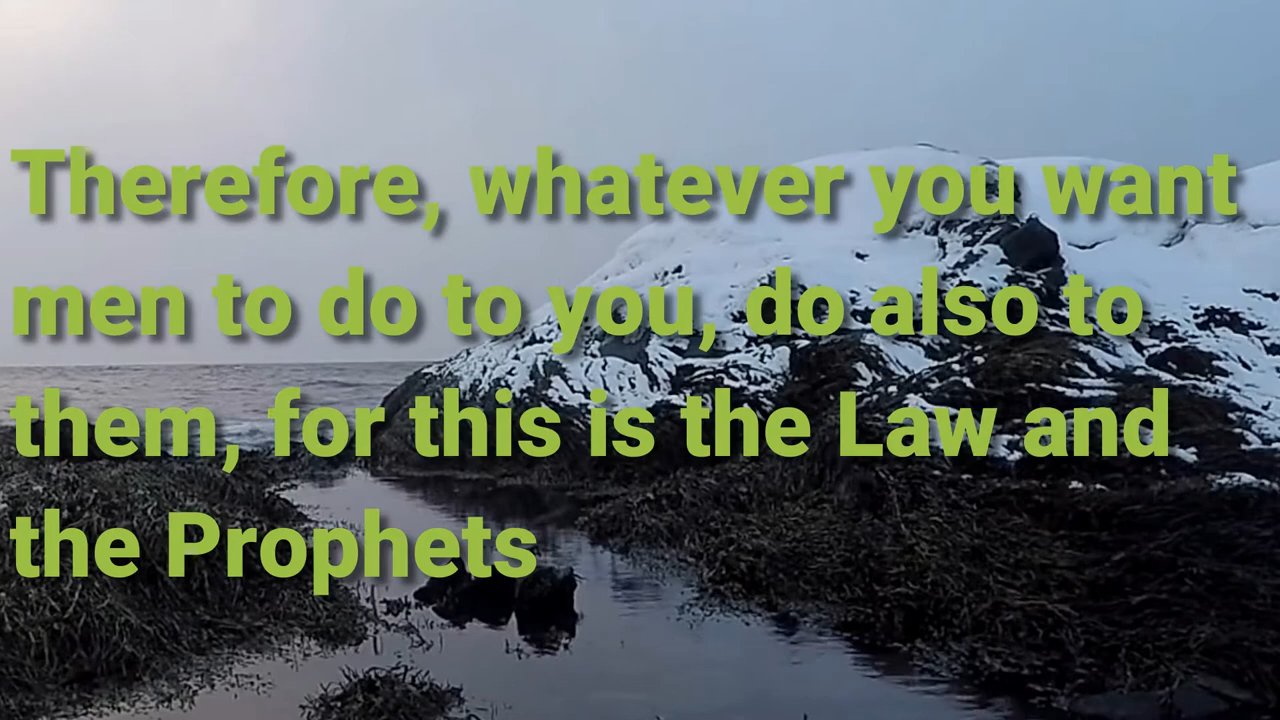 Therefore, whatever you want
men to do to you, do also to
them, for this is the Law and
the Prophets